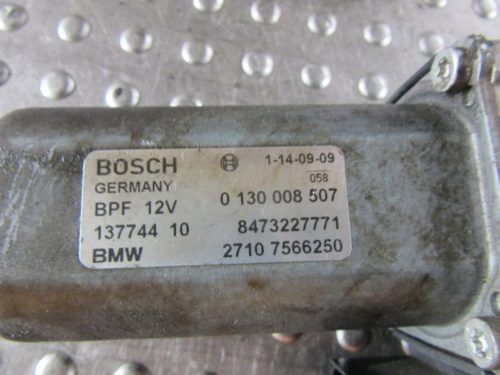 BOSCH 1-14-09-09
GERMANY 058
BPF 12V 0 130 008 507
137744 10 8473227771
BMW 2710 7566250